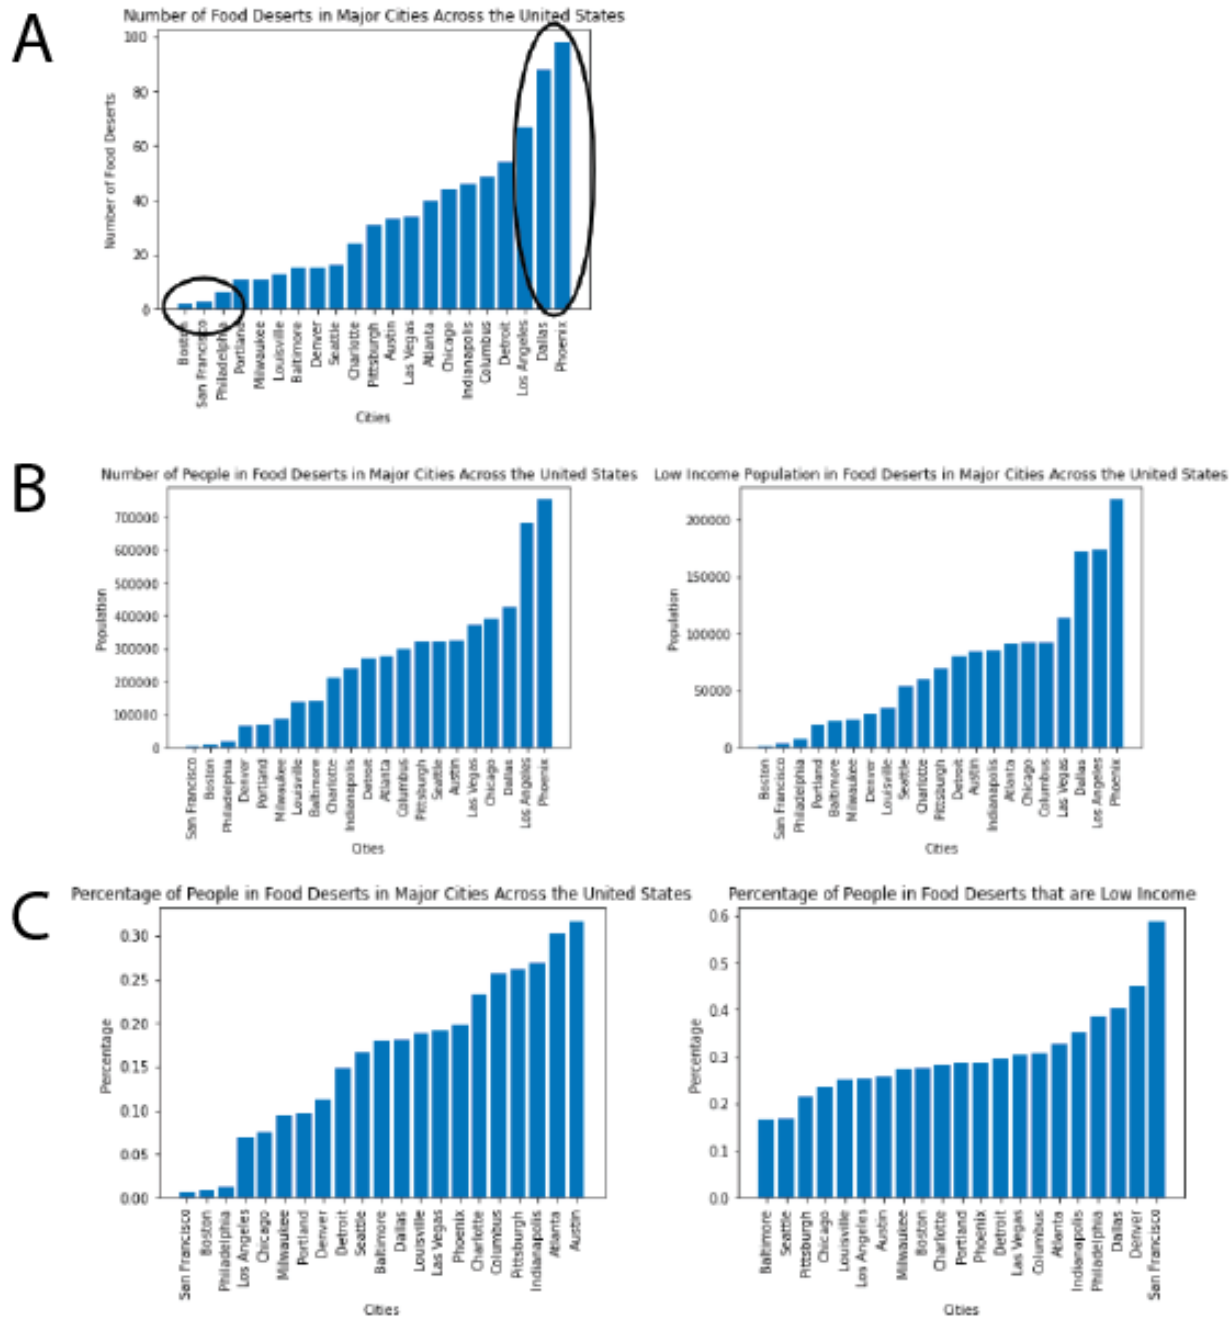 A
Number of Food Deserts in Major Cities Across the United States
Number of Food Deserts
100
80
60
40
20
0
Boston
San Francisco
Philadelphia
Portland
Milwaukee
Louisville
Baltimore
Denver
Seattle
Charlotte
Pittsburgh
Austin
Las Vegas
Atlanta
Chicago
Indianapolis
Columbus
Detroit
Los Angeles
Dallas
Phoenix
Cities
B
Number of People in Food Deserts in Major Cities Across the United States
Population
700000
600000
500000
400000
300000
200000
100000
0
San Francisco
Boston
Philadelphia
Denver
Portland
Milwaukee
Louisville
Baltimore
Charlotte
Indianapolis
Detroit
Atlanta
Columbus
Pittsburgh
Seattle
Austin
Las Vegas
Chicago
Dallas
Los Angeles
Phoenix
Cities
Low Income Population in Food Deserts in Major Cities Across the United States
Population
200000
150000
100000
50000
0
Boston
San Francisco
Philadelphia
Portland
Baltimore
Milwaukee
Denver
Louisville
Seattle
Charlotte
Pittsburgh
Detroit
Austin
Indianapolis
Atlanta
Chicago
Columbus
Las Vegas
Dallas
Los Angeles
Phoenix
Cities
C
Percentage of People in Food Deserts in Major Cities Across the United States
Percentage
0.30
0.25
0.20
0.15
0.10
0.05
0.00
San Francisco
Boston
Philadelphia
Los Angeles
Chicago
Milwaukee
Portland
Denver
Detroit
Seattle
Baltimore
Dallas
Louisville
Las Vegas
Phoenix
Charlotte
Columbus
Pittsburgh
Indianapolis
Atlanta
Austin
Cities
Percentage of People in Food Deserts that are Low Income
Percentage
0.6
0.5
0.4
0.3
0.2
0.1
0.0
Baltimore
Seattle
Pittsburgh
Chicago
Louisville
Los Angeles
Austin
Milwaukee
Boston
Charlotte
Portland
Phoenix
Detroit
Las Vegas
Columbus
Atlanta
Indianapolis
Philadelphia
Dallas
Denver
San Francisco
Cities